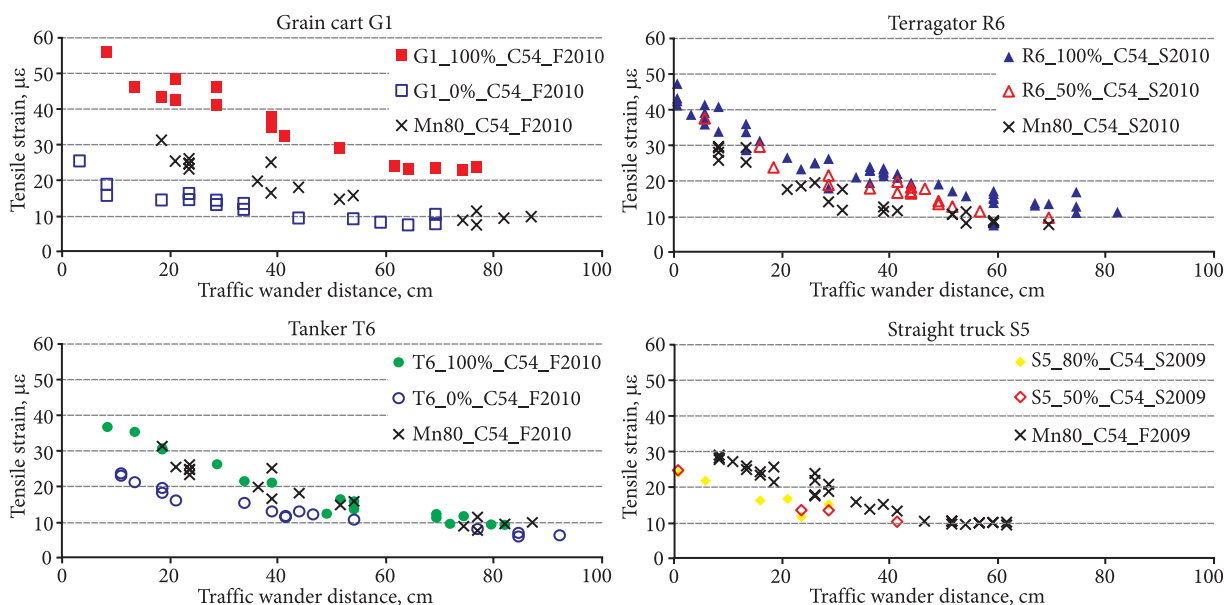 Grain cart G1
Tensile strain, με
60
50
40
30
20
10
0
G1_100%_C54_F2010
G1_0%_C54_F2010
Mn80_C54_F2010
0 20 40 60 80 100
Traffic wander distance, cm
Terragator R6
Tensile strain, με
60
50
40
30
20
10
0
R6_100%_C54_S2010
R6_50%_C54_S2010
Mn80_C54_S2010
0 20 40 60 80 100
Traffic wander distance, cm
Tanker T6
Tensile strain, με
60
50
40
30
20
10
0
T6_100%_C54_F2010
T6_0%_C54_F2010
Mn80_C54_F2010
0 20 40 60 80 100
Traffic wander distance, cm
Straight truck S5
Tensile strain, με
60
50
40
30
20
10
0
S5_80%_C54_S2009
S5_50%_C54_S2009
Mn80_C54_F2009
0 20 40 60 80 100
Traffic wander distance, cm